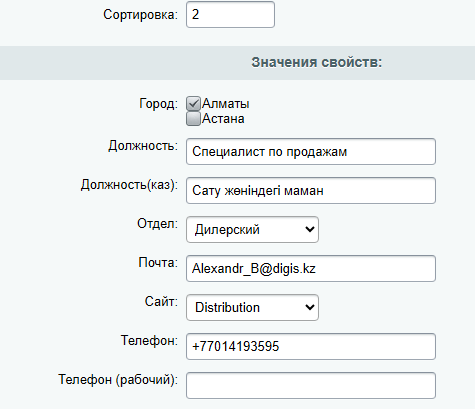 Сортировка: 2
Значения свойств:
Город: Алматы
Астана
Должность: Специалист по продажам
Должность(каз): Сату жөніндегі маман
Отдел: Дилерский
Почта: Alexandr_B@digis.kz
Сайт: Distribution
Телефон: +77014193595
Телефон (рабочий):